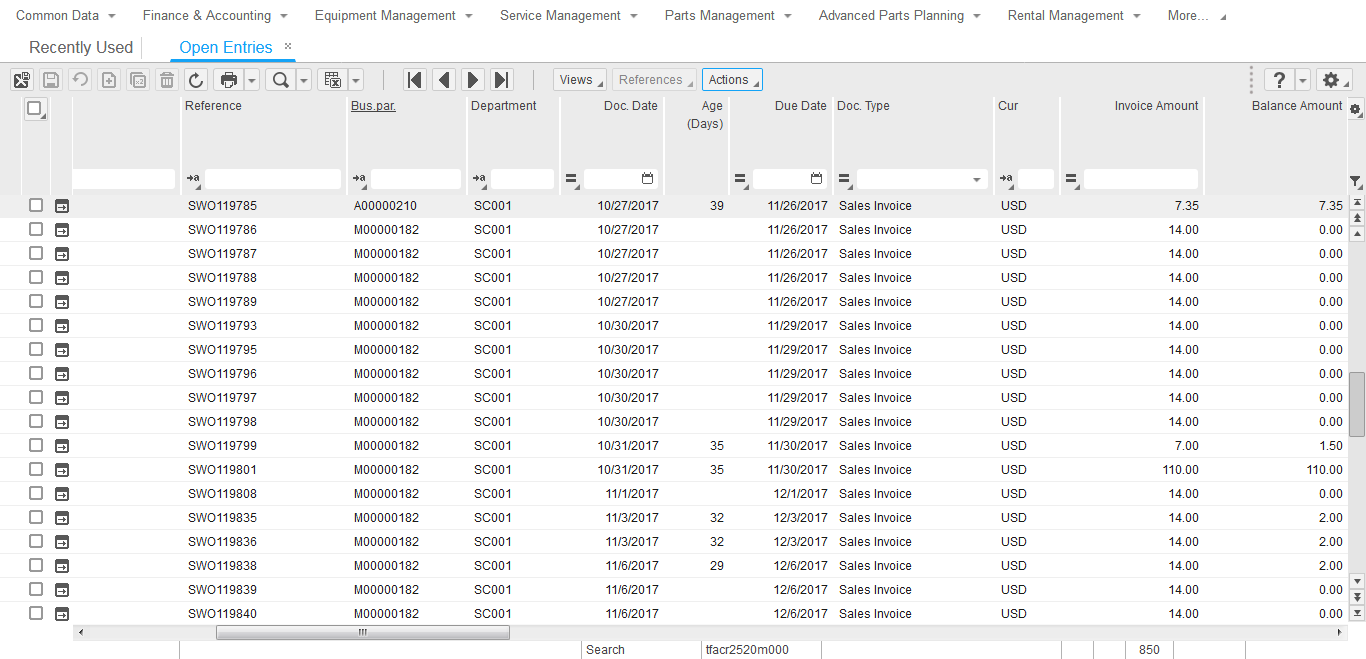 Common Data Finance & Accounting Equipment Management Service Management Parts Management Advanced Parts Planning Rental Management More...
Recently Used Open Entries ×
Views References Actions ?
Reference Bus.par. Department Doc. Date Age (Days) Due Date Doc. Type Cur Invoice Amount Balance Amount
SWO119785 A00000210 SC001 10/27/2017 39 11/26/2017 Sales Invoice USD 7.35 7.35
SWO119786 M00000182 SC001 10/27/2017 11/26/2017 Sales Invoice USD 14.00 0.00
SWO119787 M00000182 SC001 10/27/2017 11/26/2017 Sales Invoice USD 14.00 0.00
SWO119788 M00000182 SC001 10/27/2017 11/26/2017 Sales Invoice USD 14.00 0.00
SWO119789 M00000182 SC001 10/27/2017 11/26/2017 Sales Invoice USD 14.00 0.00
SWO119793 M00000182 SC001 10/30/2017 11/29/2017 Sales Invoice USD 14.00 0.00
SWO119795 M00000182 SC001 10/30/2017 11/29/2017 Sales Invoice USD 14.00 0.00
SWO119796 M00000182 SC001 10/30/2017 11/29/2017 Sales Invoice USD 14.00 0.00
SWO119797 M00000182 SC001 10/30/2017 11/29/2017 Sales Invoice USD 14.00 0.00
SWO119798 M00000182 SC001 10/30/2017 11/29/2017 Sales Invoice USD 14.00 0.00
SWO119799 M00000182 SC001 10/31/2017 35 11/30/2017 Sales Invoice USD 7.00 1.50
SWO119801 M00000182 SC001 10/31/2017 35 11/30/2017 Sales Invoice USD 110.00 110.00
SWO119808 M00000182 SC001 11/1/2017 12/1/2017 Sales Invoice USD 14.00 0.00
SWO119835 M00000182 SC001 11/3/2017 32 12/3/2017 Sales Invoice USD 14.00 2.00
SWO119836 M00000182 SC001 11/3/2017 32 12/3/2017 Sales Invoice USD 14.00 2.00
SWO119838 M00000182 SC001 11/6/2017 29 12/6/2017 Sales Invoice USD 14.00 2.00
SWO119839 M00000182 SC001 11/6/2017 12/6/2017 Sales Invoice USD 14.00 0.00
SWO119840 M00000182 SC001 11/6/2017 12/6/2017 Sales Invoice USD 14.00 0.00
Search tfacr2520m000 850